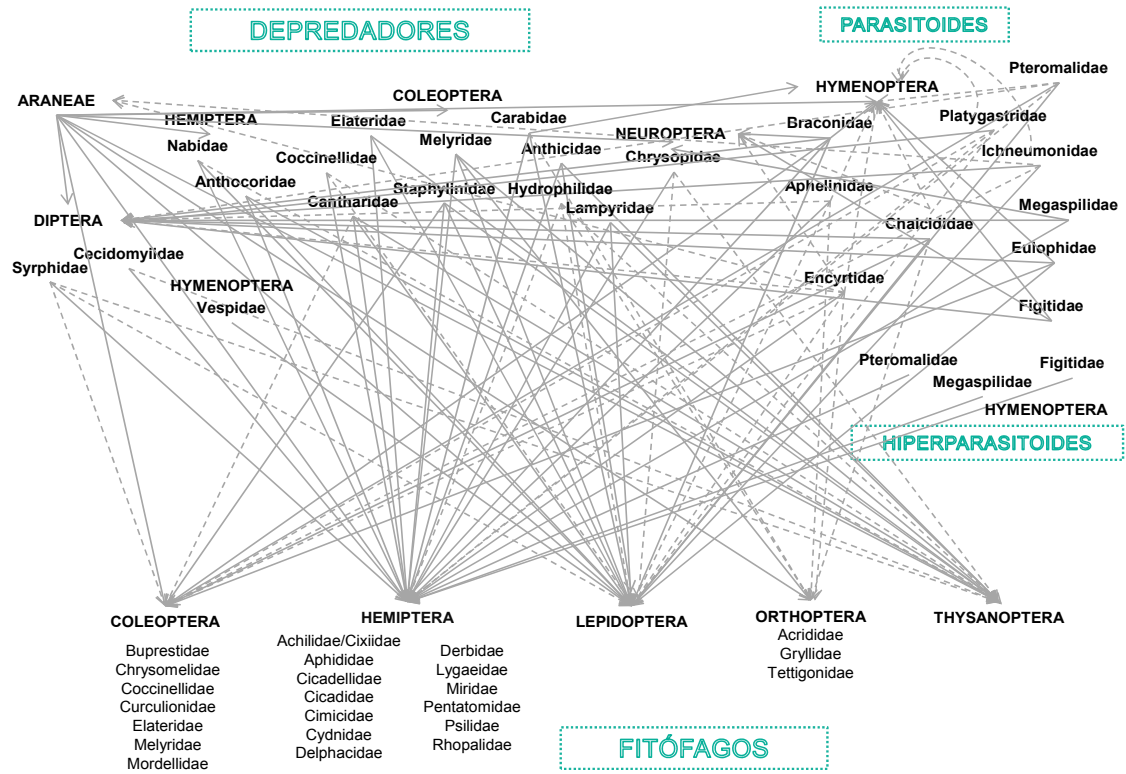 DEPREDADORES
PARASITOIDES
ARANEAE
COLEOPTERA
HYMENOPTERA
Pteromalidae
HEMIPTERA
Elateridae
Carabidae
NEUROPTERA
Braconidae
Platygastridae
Nabidae
Melyridae
Anthicidae
Chrysopidae
Ichneumonidae
Coccinellidae
Anthocoridae
Staphylinidae
Hydrophilidae
Aphelinidae
Cantharidae
Lampyridae
Megaspilidae
DIPTERA
Chalcididae
Cecidomyiidae
Eulophidae
Syrphidae
HYMENOPTERA
Encyrtidae
Vespidae
Figitidae
Pteromalidae
Figitidae
Megaspilidae
HYMENOPTERA
HIPERPARASITOIDES
COLEOPTERA
Buprestidae
Chrysomelidae
Coccinellidae
Curculionidae
Elateridae
Melyridae
Mordellidae
HEMIPTERA
Achilidae/Cixiidae
Aphididae
Cicadellidae
Cicadidae
Cimicidae
Cydnidae
Delphacidae
Derbidae
Lygaeidae
Miridae
Pentatomidae
Psilidae
Rhopalidae
LEPIDOPTERA
ORTHOPTERA
Acrididae
Gryllidae
Tettigonidae
THYSANOPTERA
FITÓFAGOS